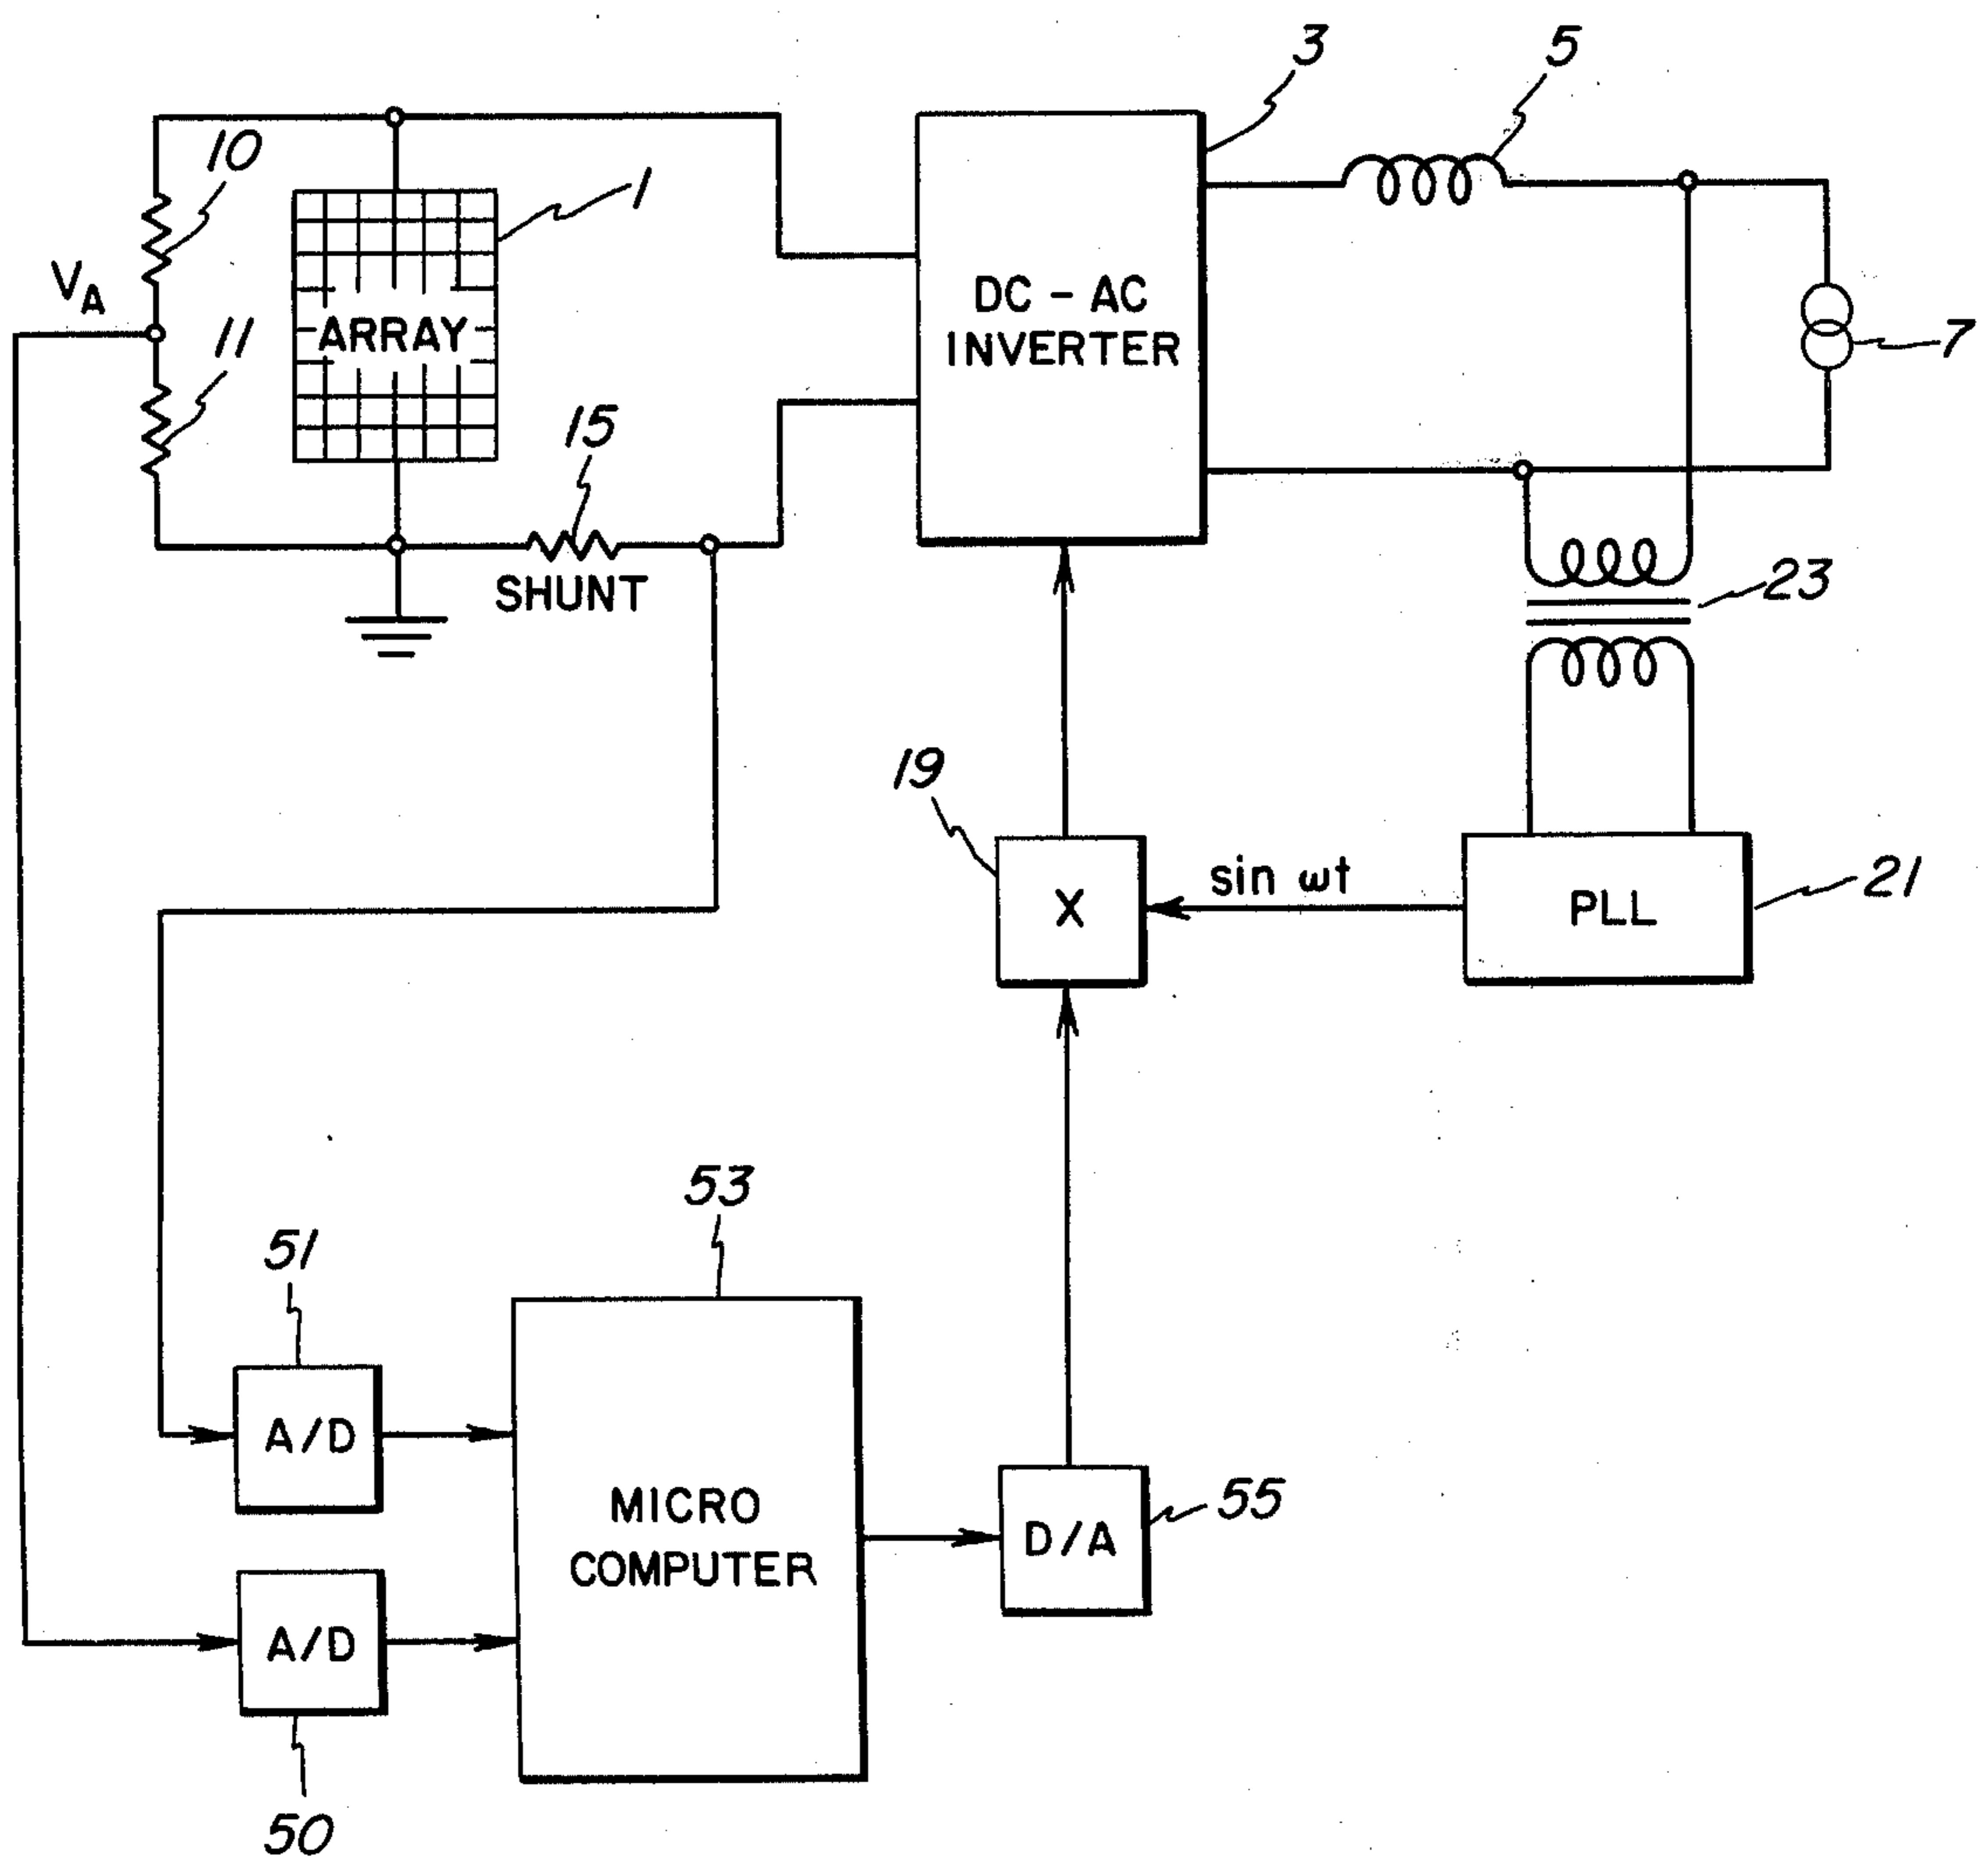 3
5
10
1
V_A
DC - AC
INVERTER
11
ARRAY
7
15
SHUNT
23
19
sin ωt
X
PLL
21
53
51
A/D
MICRO
COMPUTER
55
D/A
A/D
50